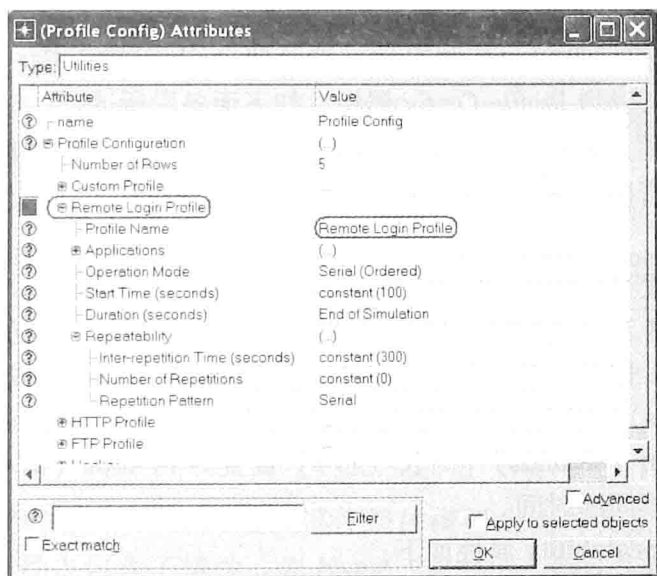 (Profile Config) Attributes
Type: Utilities
Attribute Value
name Profile Config
Profile Configuration (...)
Number of Rows 5
Custom Profile ...
Remote Login Profile
Profile Name Remote Login Profile
Applications (...)
Operation Mode Serial (Ordered)
Start Time (seconds) constant (100)
Duration (seconds) End of Simulation
Repeatability (...)
Inter-repetition Time (seconds) constant (300)
Number of Repetitions constant (0)
Repetition Pattern Serial
HTTP Profile ...
FTP Profile ...
Advanced
Filter
Apply to selected objects
Exact match
OK
Cancel